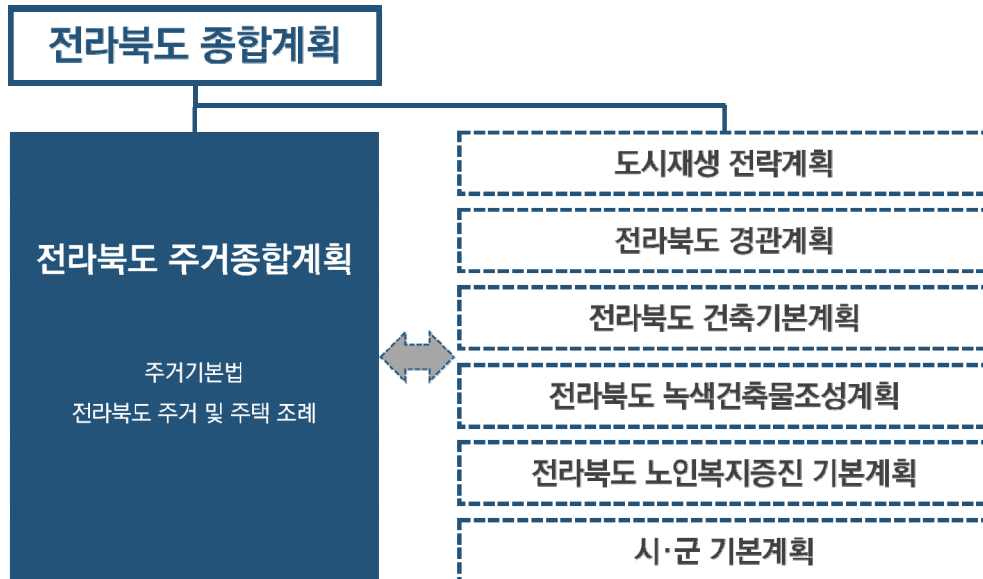 전라북도 종합계획
전라북도 주거종합계획
주거기본법
전라북도 주거 및 주택 조례
도시재생 전략계획
전라북도 경관계획
전라북도 건축기본계획
전라북도 녹색건축물조성계획
전라북도 노인복지증진 기본계획
시·군 기본계획